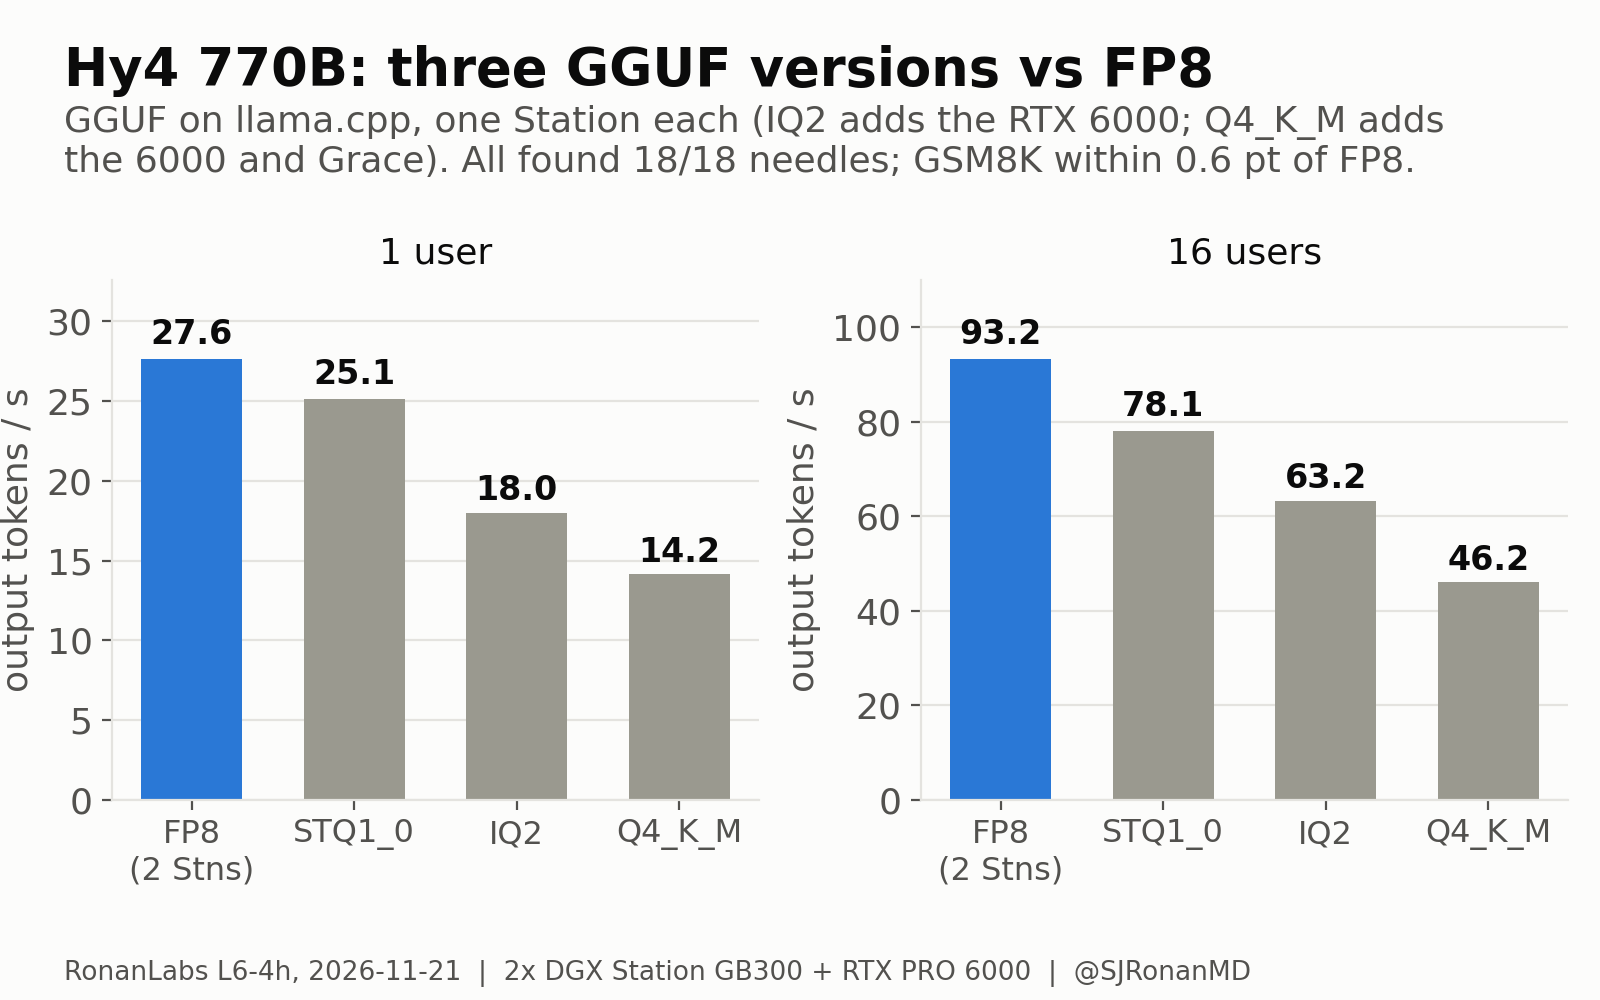 Hy4 770B: three GGUF versions vs FP8
GGUF on llama.cpp, one Station each (IQ2 adds the RTX 6000; Q4_K_M adds
the 6000 and Grace). All found 18/18 needles; GSM8K within 0.6 pt of FP8.
1 user
output tokens / s
30
25
20
15
10
5
0
27.6
25.1
18.0
14.2
FP8
(2 Stns)
STQ1_0
IQ2
Q4_K_M
16 users
output tokens / s
100
80
60
40
20
0
93.2
78.1
63.2
46.2
FP8
(2 Stns)
STQ1_0
IQ2
Q4_K_M
RonanLabs L6-4h, 2026-11-21 | 2x DGX Station GB300 + RTX PRO 6000 | @SJRonanMD